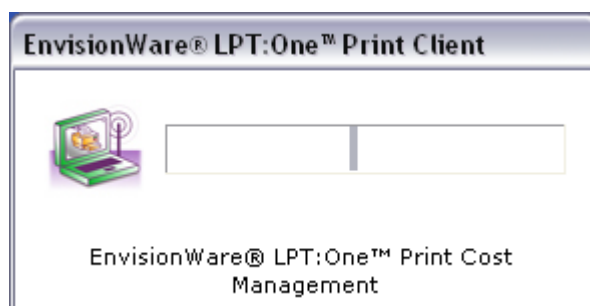 EnvisionWare® LPT:One™ Print Client
EnvisionWare® LPT:One™ Print Cost
Management